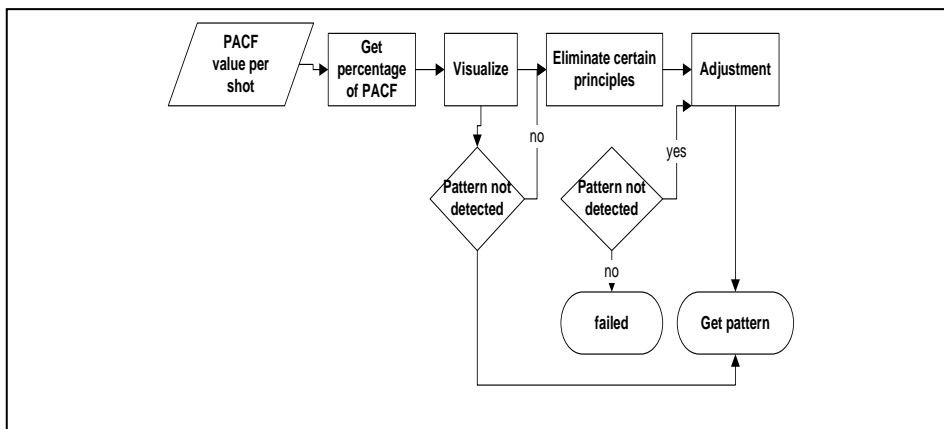 PACF
value per
shot
Get
percentage
of PACF
Visualize
Eliminate certain
principles
Adjustment
no
yes
Pattern not
detected
Pattern not
detected
no
failed
Get pattern